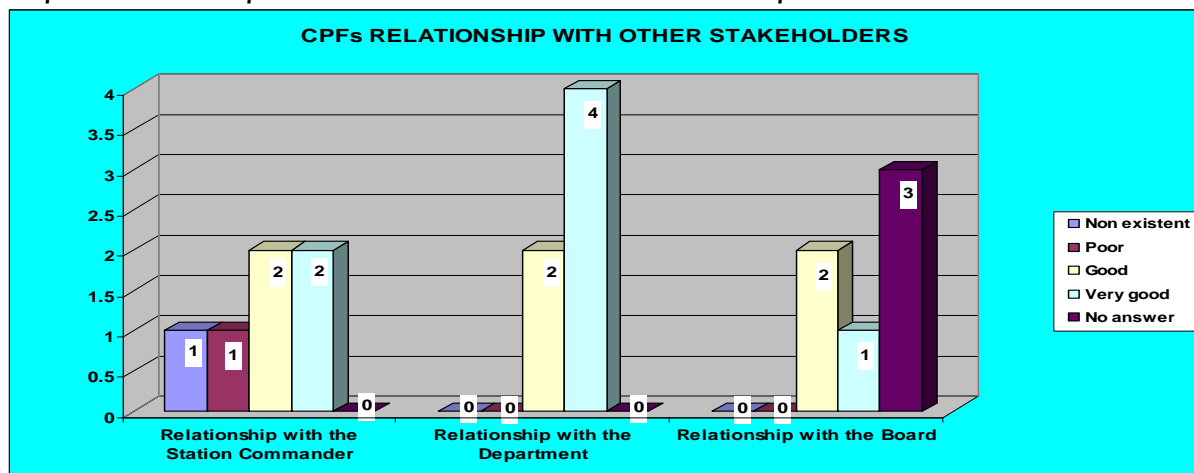 CPFs RELATIONSHIP WITH OTHER STAKEHOLDERS
4
3.5
3
2.5
2
1.5
1
0.5
0
1
1
2
2
0
0
0
2
4
0
0
0
2
1
3
Relationship with the
Station Commander
Relationship with the
Department
Relationship with the Board
Non existent
Poor
Good
Very good
No answer